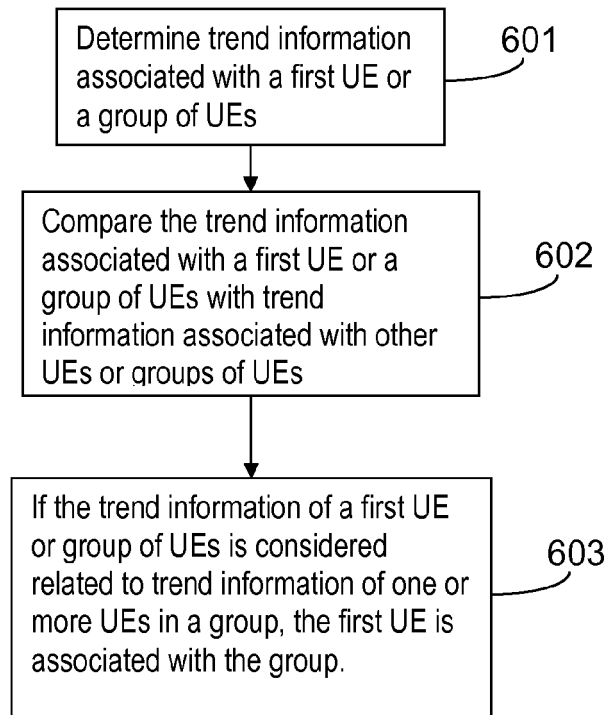 Determine trend information
associated with a first UE or
a group of UEs
601
Compare the trend information
associated with a first UE or a
group of UEs with trend
information associated with other
UEs or groups of UEs
602
If the trend information of a first UE
or group of UEs is considered
related to trend information of one or
more UEs in a group, the first UE is
associated with the group.
603